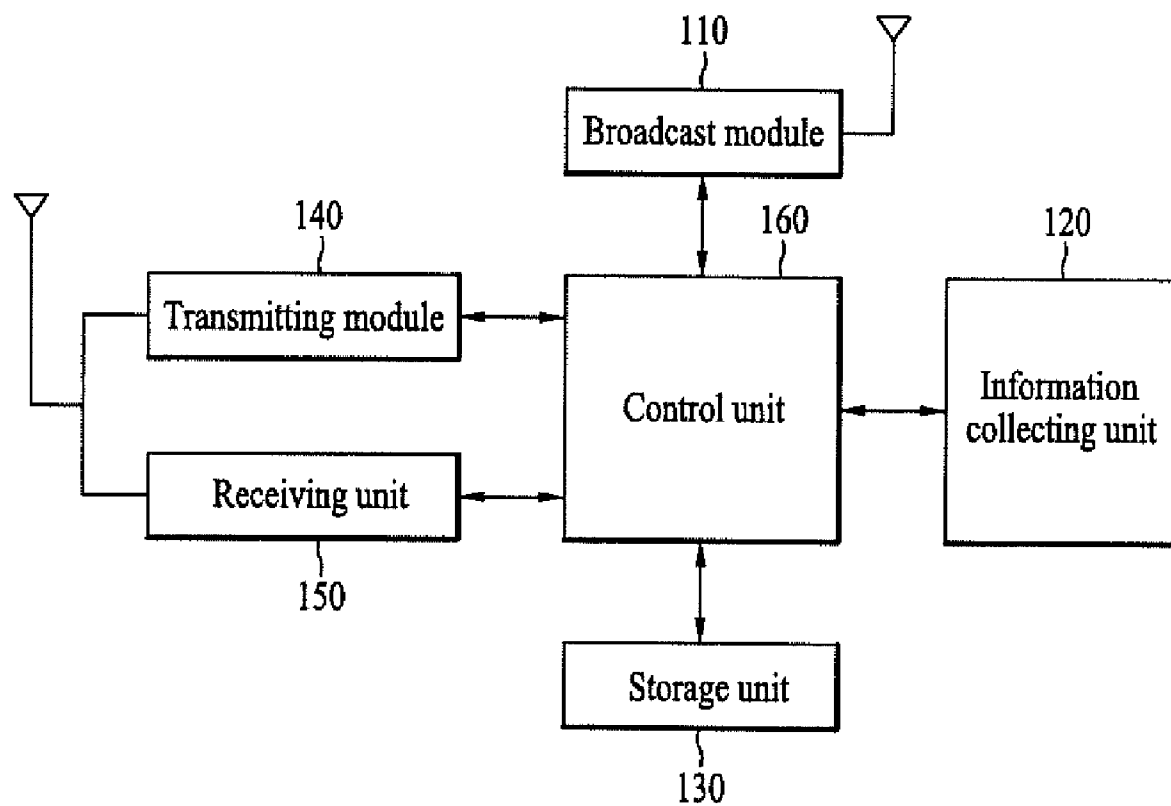 110
Broadcast module
140
160
120
Transmitting module
Control unit
Information
collecting unit
Receiving unit
150
Storage unit
130